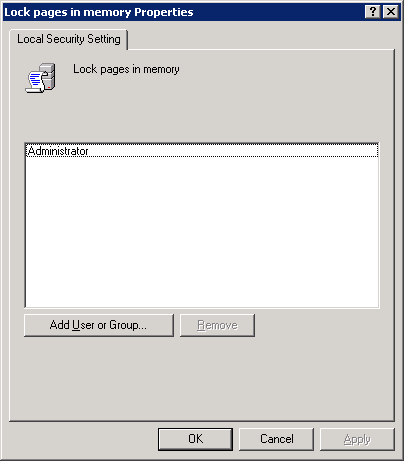 Lock pages in memory Properties
Local Security Setting
Lock pages in memory
Administrator
Add User or Group...
Remove
OK
Cancel
Apply